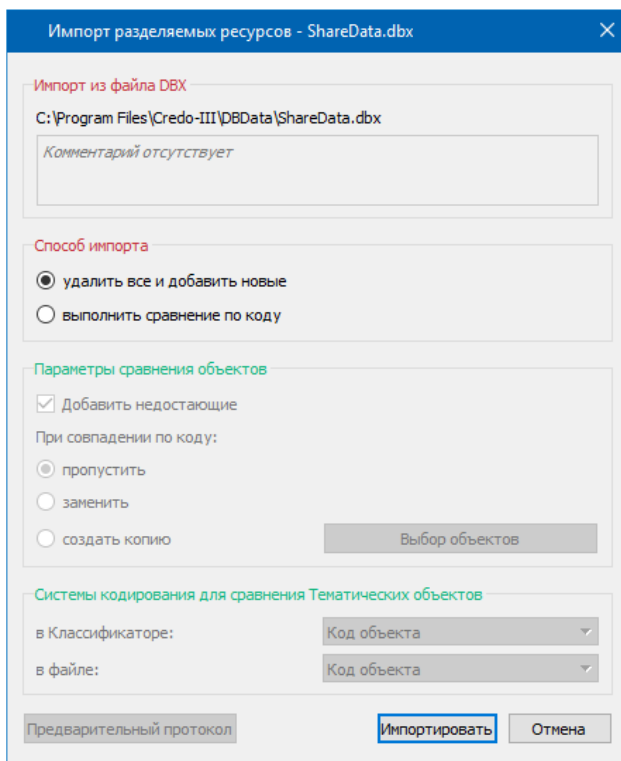 Импорт разделяемых ресурсов - ShareData.dbx
Импорт из файла DBX
C:\Program Files\Credo-III\DBData\ShareData.dbx
Комментарий отсутствует
Способ импорта
удалить все и добавить новые
выполнить сравнение по коду
Параметры сравнения объектов
Добавить недостающие
При совпадении по коду:
пропустить
заменить
создать копию
Выбор объектов
Системы кодирования для сравнения Тематических объектов
в Классификаторе:
Код объекта
в файле:
Код объекта
Предварительный протокол
Импортировать
Отмена